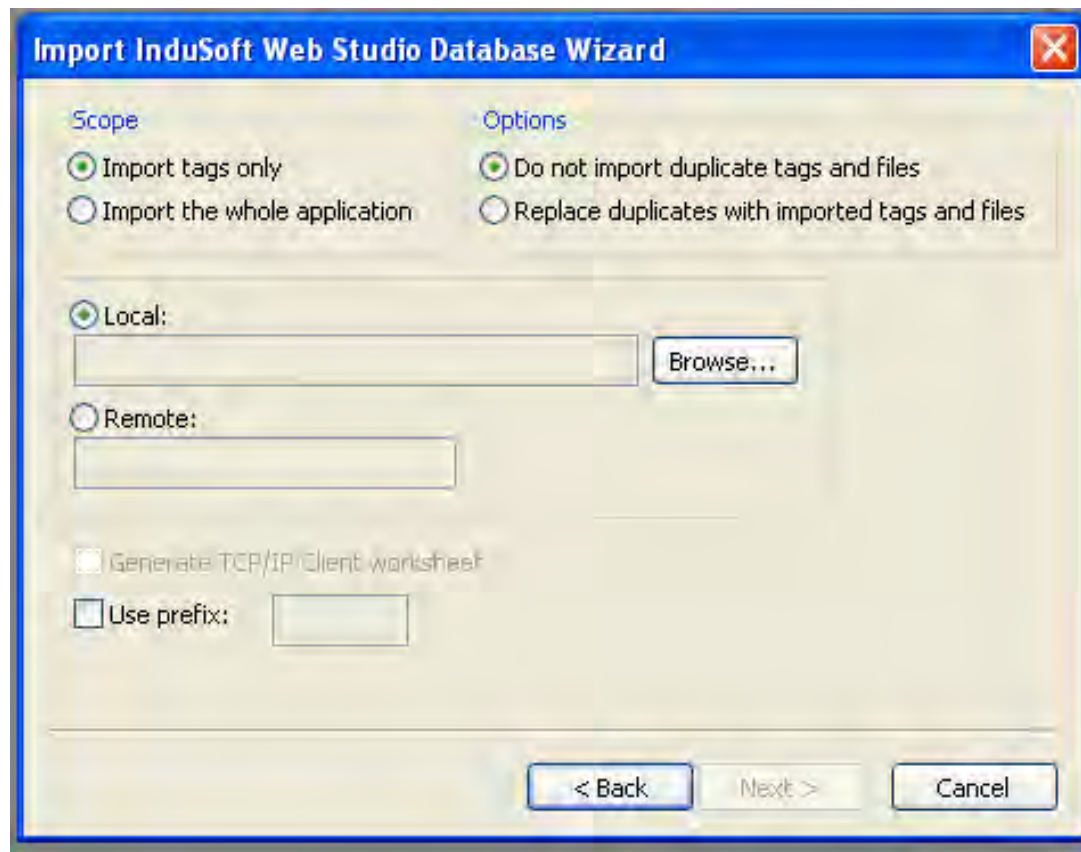 Import InduSoft Web Studio Database Wizard
Scope
Options
Import tags only
Do not import duplicate tags and files
Import the whole application
Replace duplicates with imported tags and files
Local:
Browse...
Remote:
Generate TCP/IP Client worksheet
Use prefix:
< Back
Next >
Cancel